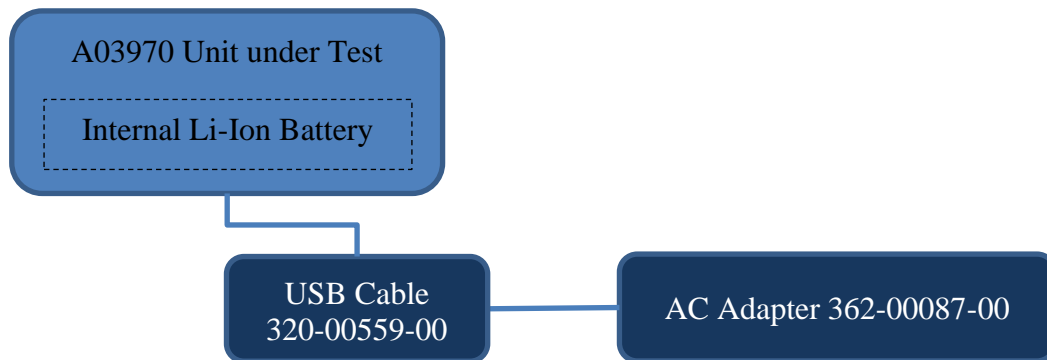 A03970 Unit under Test
Internal Li-Ion Battery
USB Cable
320-00559-00
AC Adapter 362-00087-00